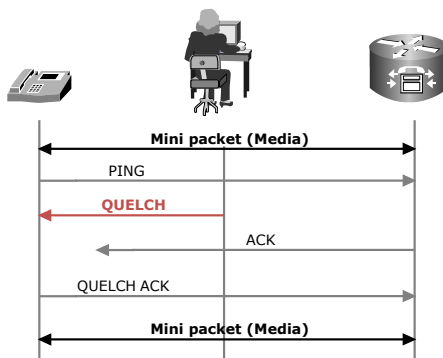 Mini packet (Media)
PING
QUELCH
ACK
QUELCH ACK
Mini packet (Media)